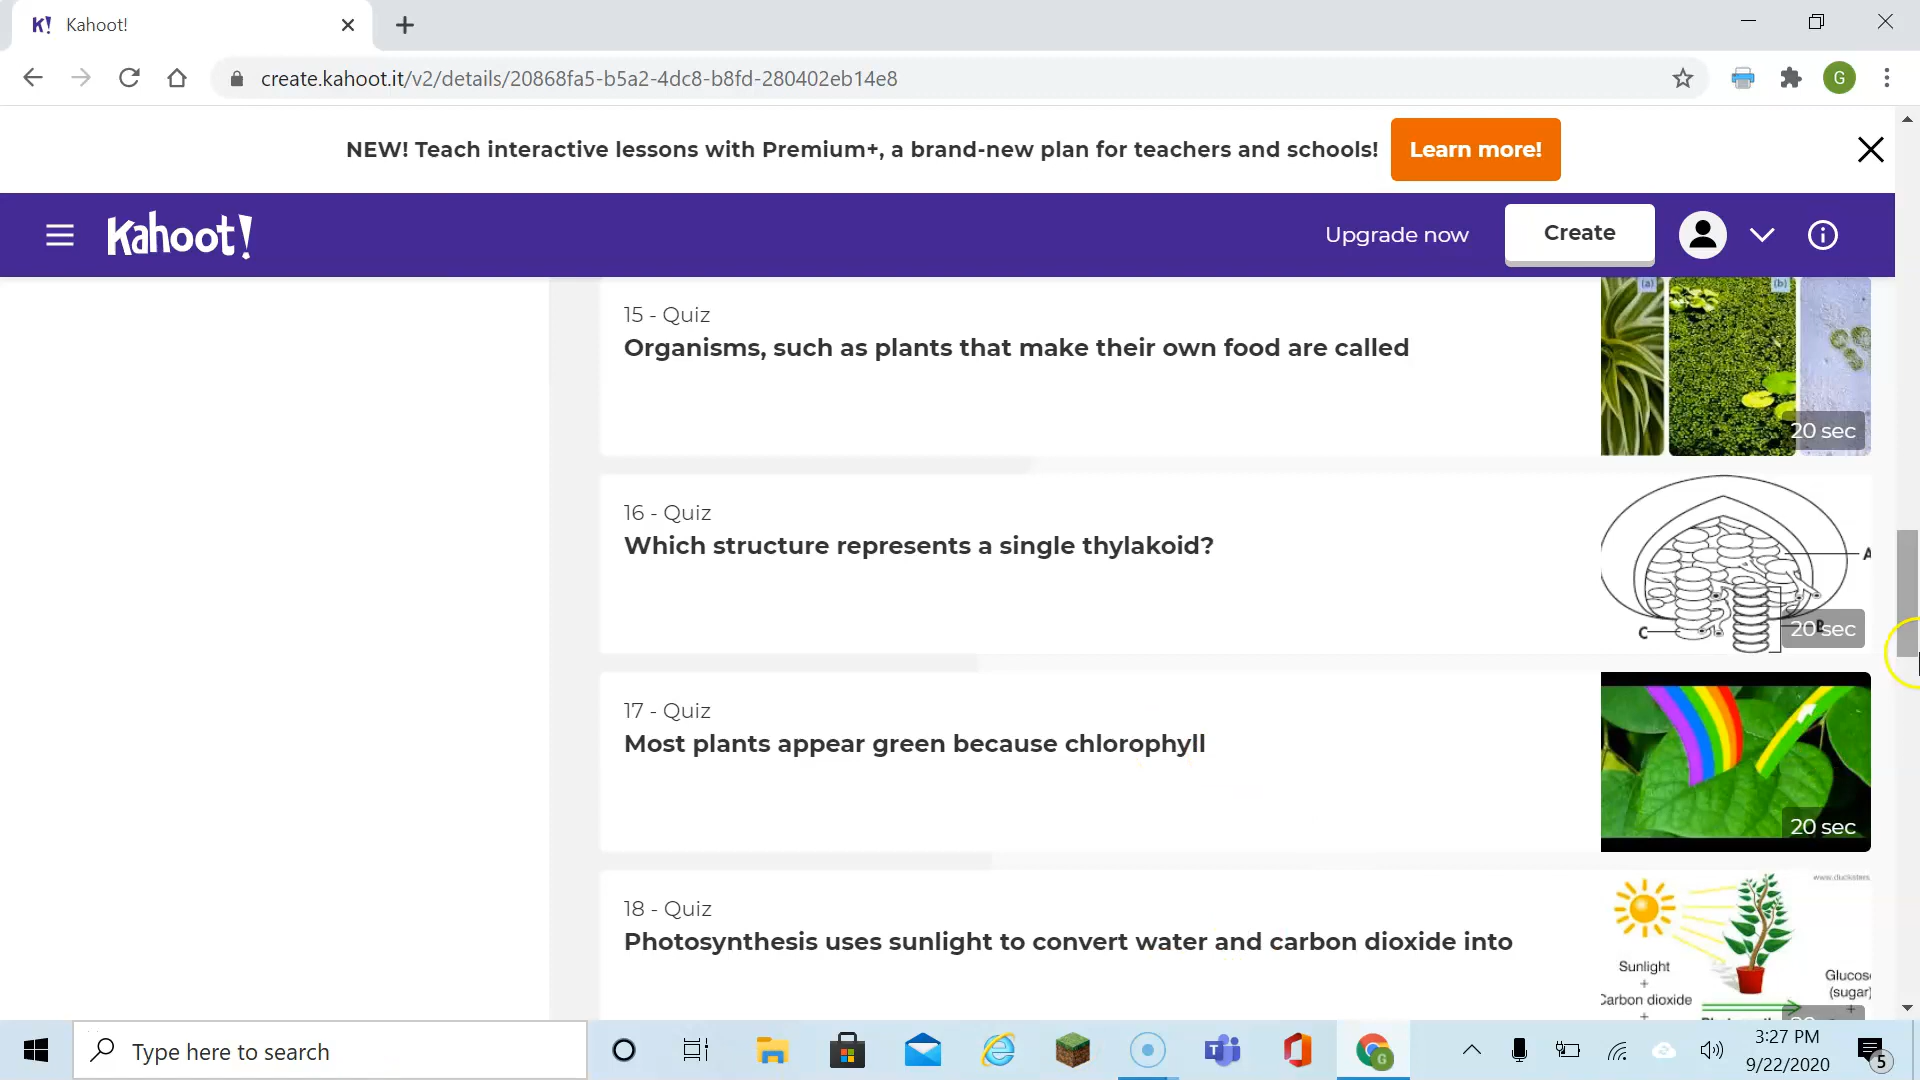 K! Kahoot!
create.kahoot.it/v2/details/20868fa5-b5a2-4dc8-b8fd-280402eb14e8
G
NEW! Teach interactive lessons with Premium+, a brand-new plan for teachers and schools!
Learn more!
Kahoot!
Upgrade now
Create
15 - Quiz
Organisms, such as plants that make their own food are called
(a)
(b)
20 sec
16 - Quiz
Which structure represents a single thylakoid?
A
B
C
20 sec
17 - Quiz
Most plants appear green because chlorophyll
20 sec
18 - Quiz
Photosynthesis uses sunlight to convert water and carbon dioxide into
Sunlight
+
Carbon dioxide
+
Glucos
(sugar)
+
Type here to search
G
3:27 PM
9/22/2020
5